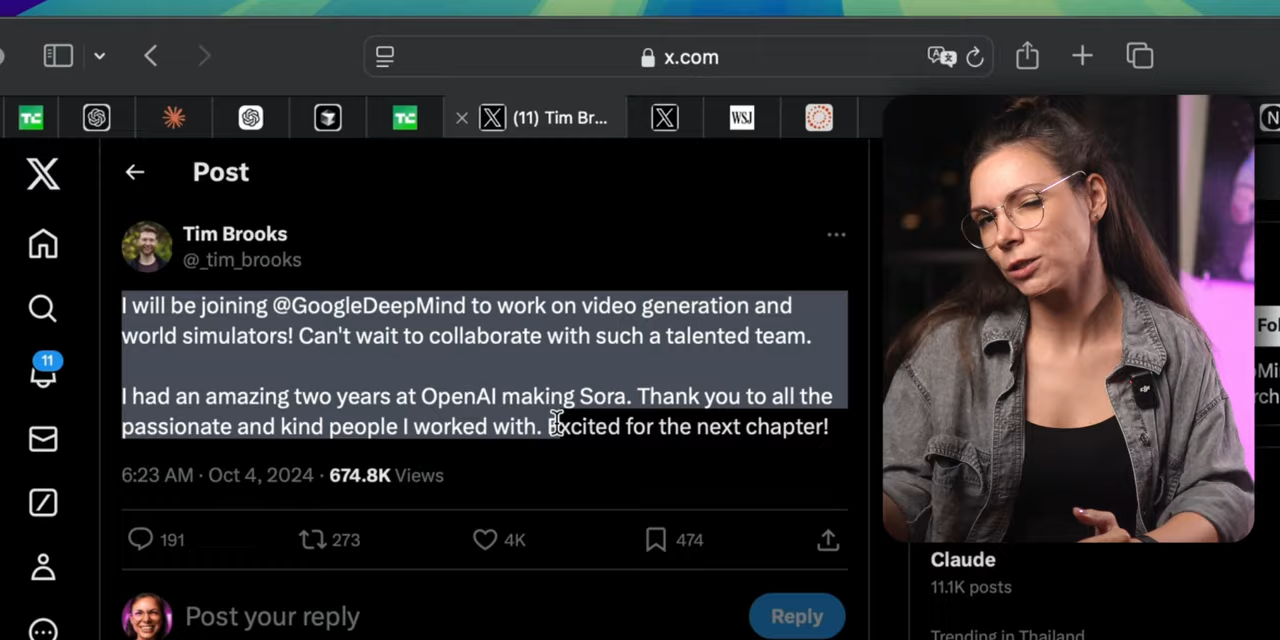 x.com
TC
TC
(11) Tim Br...
WSJ
N
Post
Tim Brooks
@_tim_brooks
I will be joining @GoogleDeepMind to work on video generation and
world simulators! Can't wait to collaborate with such a talented team.
I had an amazing two years at OpenAI making Sora. Thank you to all the
passionate and kind people I worked with. Excited for the next chapter!
6:23 AM · Oct 4, 2024 · 674.8K Views
11
191
273
4K
474
Post your reply
Reply
Fol
Claude
11.1K posts
Trending in Thailand